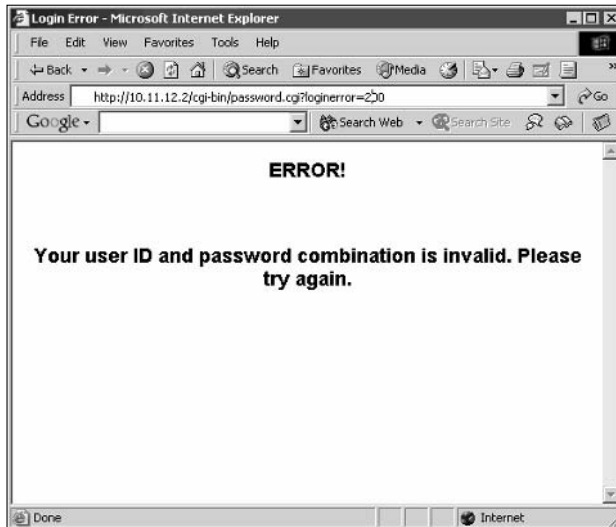 Login Error - Microsoft Internet Explorer
File Edit View Favorites Tools Help
Back Search Favorites Media
Address http://10.11.12.2/cgi-bin/password.cgi?loginerror=200 Go
Google Search Web Search Site
ERROR!
Your user ID and password combination is invalid. Please
try again.
Done Internet